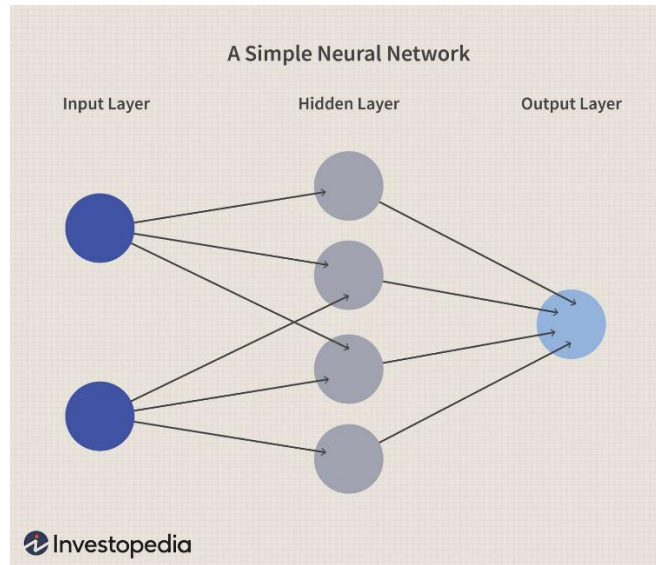 A Simple Neural Network
Input Layer
Hidden Layer
Output Layer
Investopedia